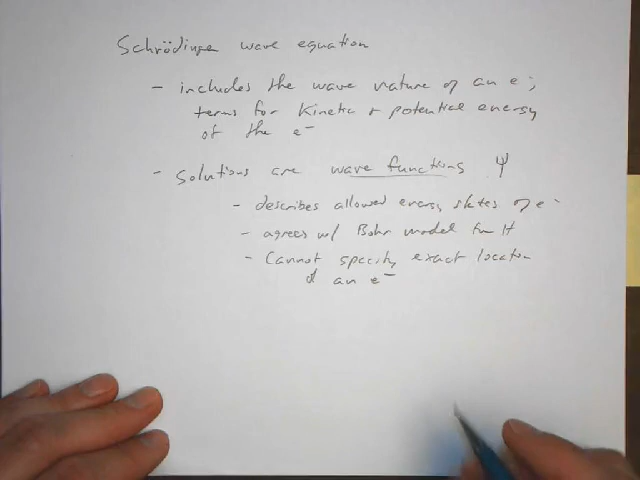 Schrödinger wave equation
- includes the wave nature of an e⁻;
terms for kinetic + potential energy
of the e⁻
- Solutions are wave functions ψ
- describes allowed energy states of e⁻
- agrees w/ Bohr model for H
- Cannot specify exact location
of an e⁻